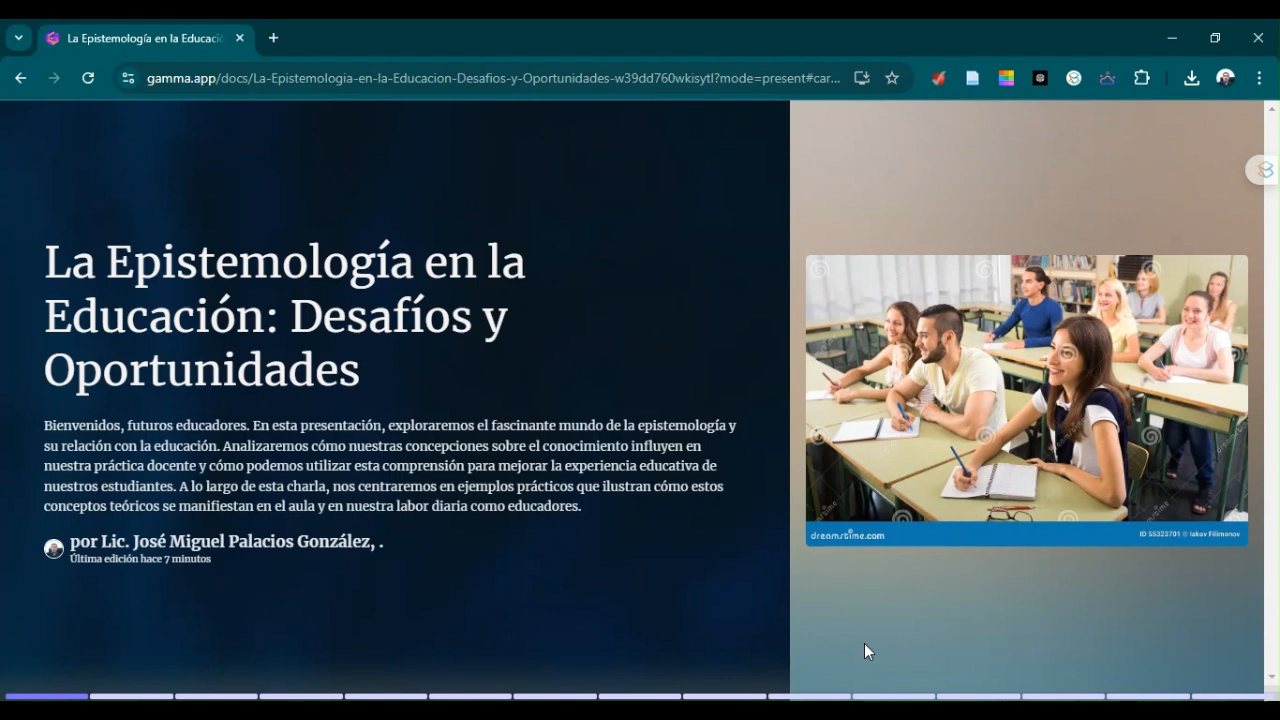 La Epistemología en la Educació
gamma.app/docs/La-Epistemologia-en-la-Educacion-Desafios-y-Oportunidades-w39dd760wkisytl?mode=present#car...
La Epistemología en la
Educación: Desafíos y
Oportunidades
Bienvenidos, futuros educadores. En esta presentación, exploraremos el fascinante mundo de la epistemología y
su relación con la educación. Analizaremos cómo nuestras concepciones sobre el conocimiento influyen en
nuestra práctica docente y cómo podemos utilizar esta comprensión para mejorar la experiencia educativa de
nuestros estudiantes. A lo largo de esta charla, nos centraremos en ejemplos prácticos que ilustran cómo estos
conceptos teóricos se manifiestan en el aula y en nuestra labor diaria como educadores.
por Lic. José Miguel Palacios González, .
Última edición hace 7 minutos
dreamstime.com
ID 55322701 © Iakov Filimonov